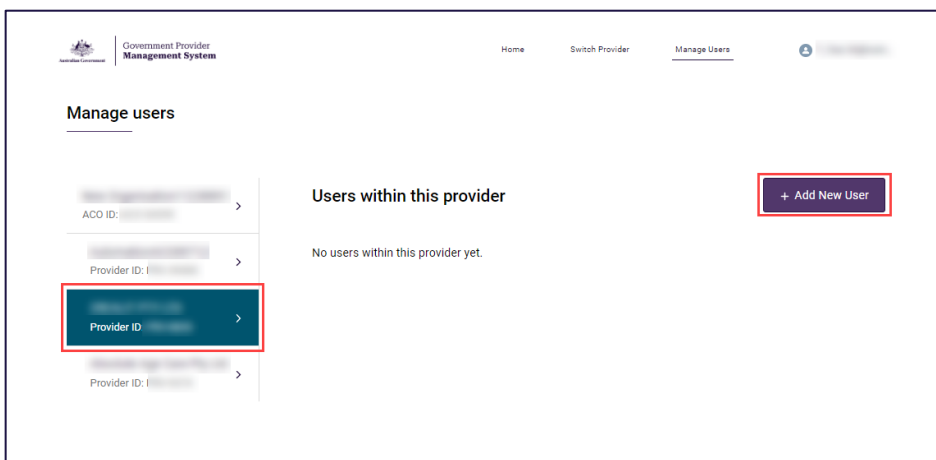 Australian Government
Government Provider
Management System
Home
Switch Provider
Manage Users
Manage users
ACO ID:
Provider ID:
Provider ID
Provider ID:
Users within this provider
+ Add New User
No users within this provider yet.